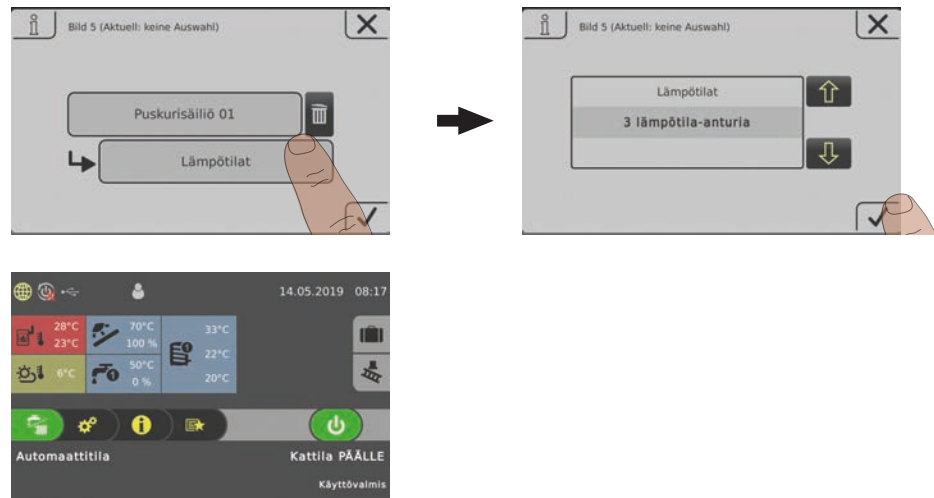 Bild 5 (Aktuell: keine Auswahl)
Puskurisäiliö 01
Lämpötilat
Bild 5 (Aktuell: keine Auswahl)
Lämpötilat
3 lämpötila-anturia
14.05.2019 08:17
28°C 70°C 33°C
23°C 100 % 22°C
6°C 50°C 20°C
0 %
Automaattitila Kattila PÄÄLLE
Käyttövalmis